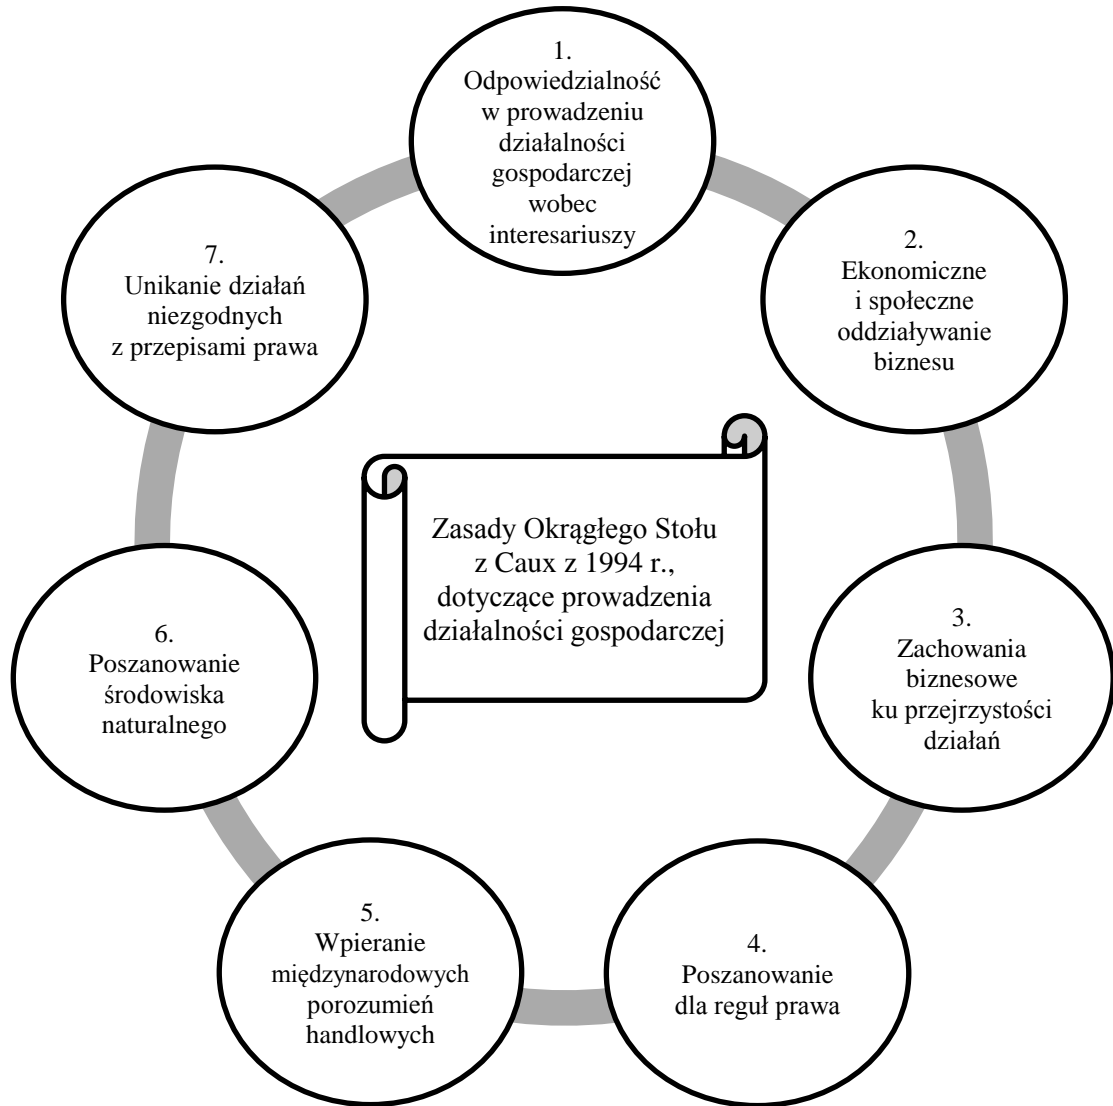 1.
Odpowiedzialność
w prowadzeniu
działalności
gospodarczej
wobec
interesariuszy
2.
Ekonomiczne
i społeczne
oddziaływanie
biznesu
3.
Zachowania
biznesowe
ku przejrzystości
działań
4.
Poszanowanie
dla reguł prawa
5.
Wpieranie
międzynarodowych
porozumień
handlowych
6.
Poszanowanie
środowiska
naturalnego
7.
Unikanie działań
niezgodnych
z przepisami prawa
Zasady Okrągłego Stołu
z Caux z 1994 r.,
dotyczące prowadzenia
działalności gospodarczej